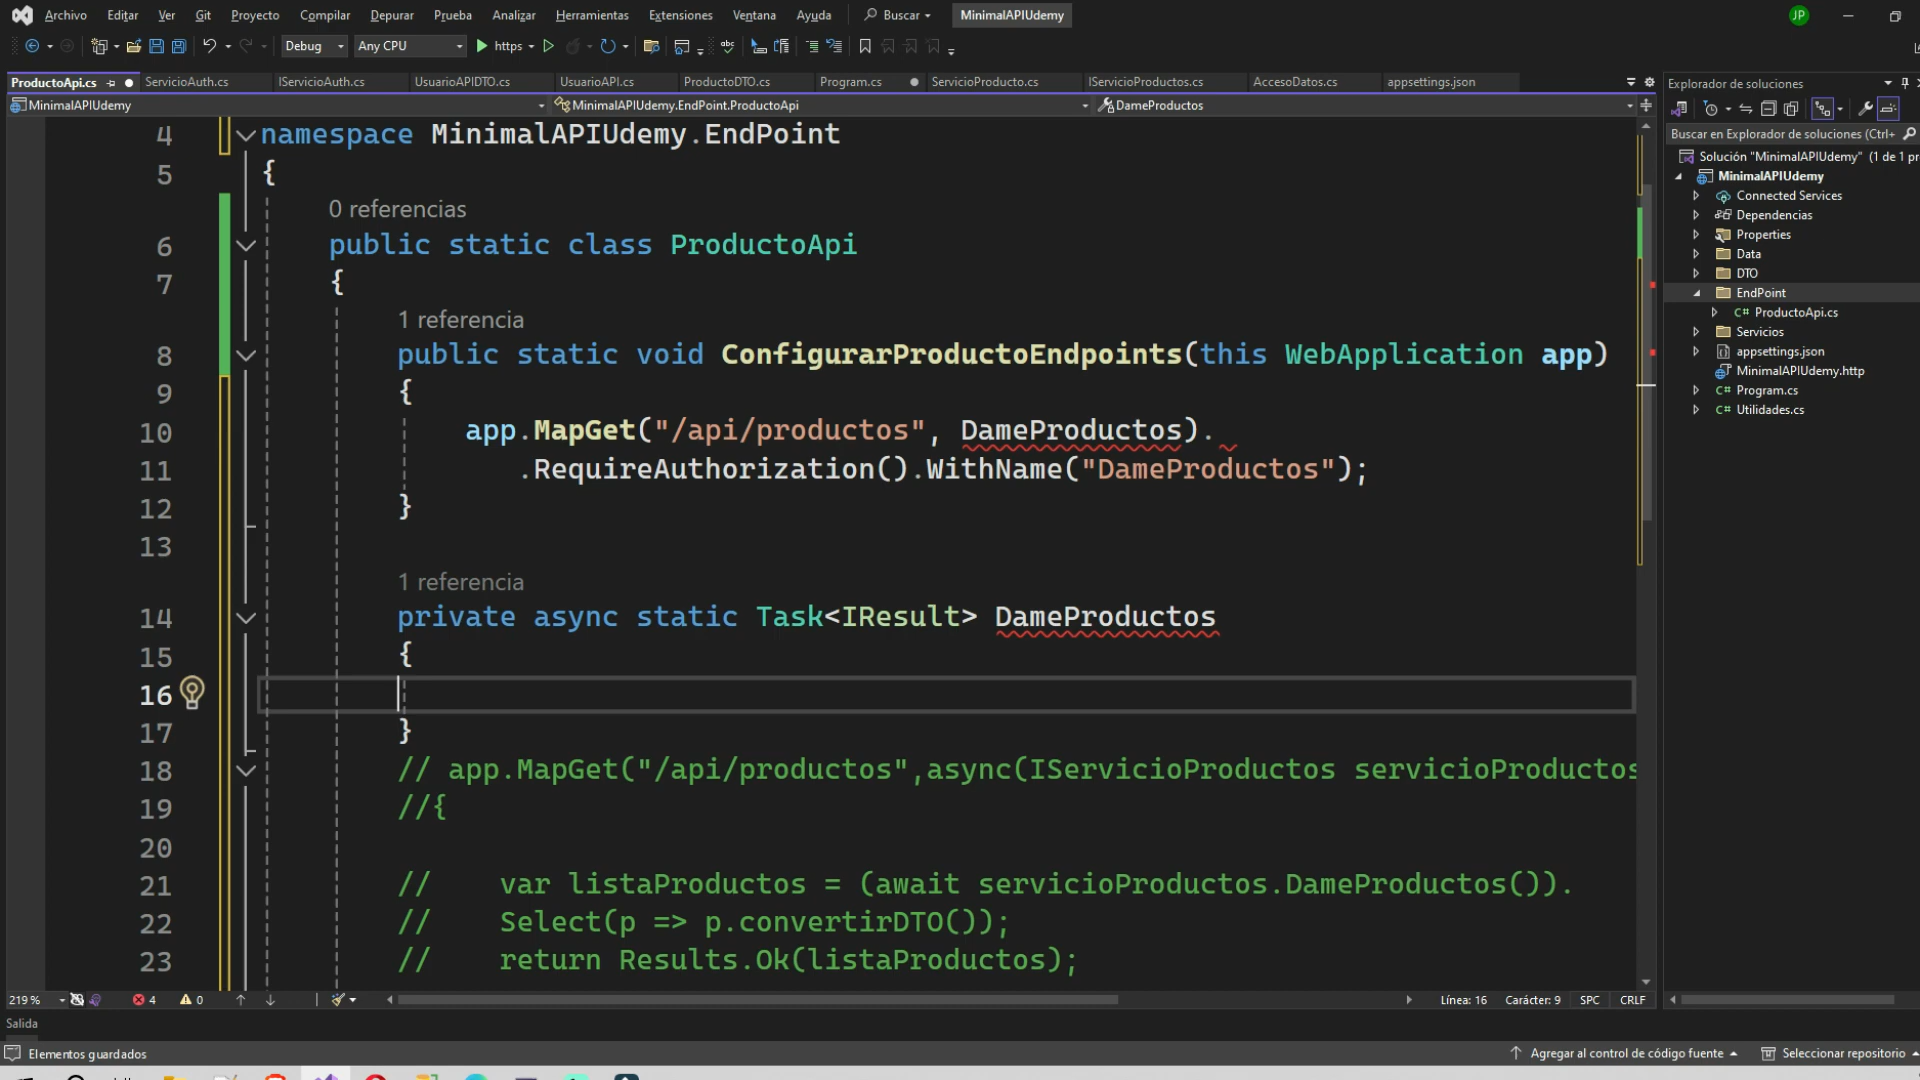 Archivo Editar Ver Git Proyecto Compilar Depurar Prueba Analizar Herramientas Extensiones Ventana Ayuda Buscar MinimalAPIUdemy JP
Debug Any CPU https
ProductoApi.cs ServicioAuth.cs IServicioAuth.cs UsuarioAPIDTO.cs UsuarioAPI.cs ProductoDTO.cs Program.cs ServicioProducto.cs IServicioProductos.cs AccesoDatos.cs appsettings.json
MinimalAPIUdemy MinimalAPIUdemy.EndPoint.ProductoApi DameProductos
4 namespace MinimalAPIUdemy.EndPoint
5 {
0 referencias
6 public static class ProductoApi
7 {
1 referencia
8 public static void ConfigurarProductoEndpoints(this WebApplication app)
9 {
10 app.MapGet("/api/productos", DameProductos).
11 .RequireAuthorization().WithName("DameProductos");
12 }
13
1 referencia
14 private async static Task<IResult> DameProductos
15 {
16
17 }
18 // app.MapGet("/api/productos",async(IServicioProductos servicioProductos
19 //{
20
21 // var listaProductos = (await servicioProductos.DameProductos()).
22 // Select(p => p.convertirDTO());
23 // return Results.Ok(listaProductos);
219 % 4 0 Línea: 16 Carácter: 9 SPC CRLF
Salida
Elementos guardados Agregar al control de código fuente Seleccionar repositorio
Explorador de soluciones
Buscar en Explorador de soluciones (Ctrl+
Solución "MinimalAPIUdemy" (1 de 1 pr
MinimalAPIUdemy
Connected Services
Dependencias
Properties
Data
DTO
EndPoint
C# ProductoApi.cs
Servicios
appsettings.json
MinimalAPIUdemy.http
C# Program.cs
C# Utilidades.cs